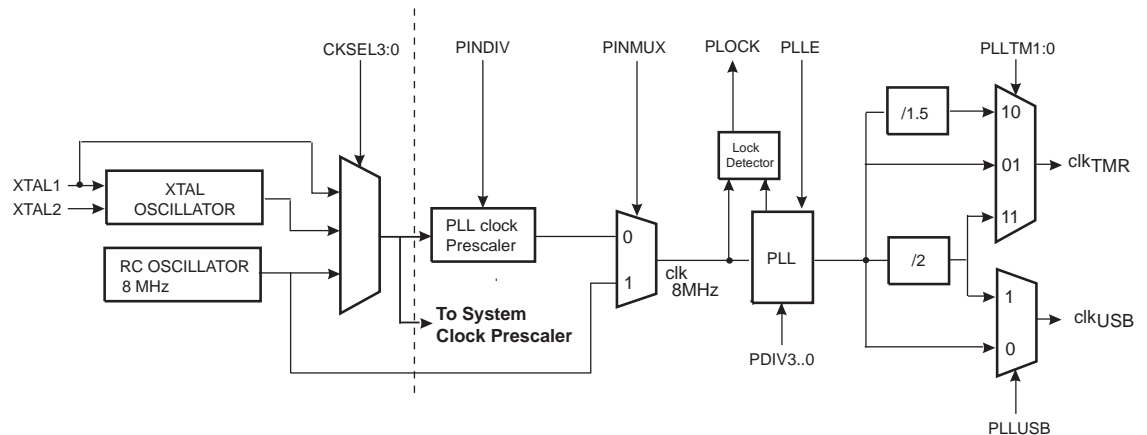 CKSEL3:0
PINDIV
PINMUX
PLOCK
PLLE
PLLTM1:0
/1.5
10
Lock
Detector
XTAL1
XTAL2
XTAL
OSCILLATOR
01
clkTMR
PLL clock
Prescaler
0
11
RC OSCILLATOR
8 MHz
PLL
/2
1
clk
8MHz
To System
Clock Prescaler
1
clkUSB
0
PDIV3..0
PLLUSB